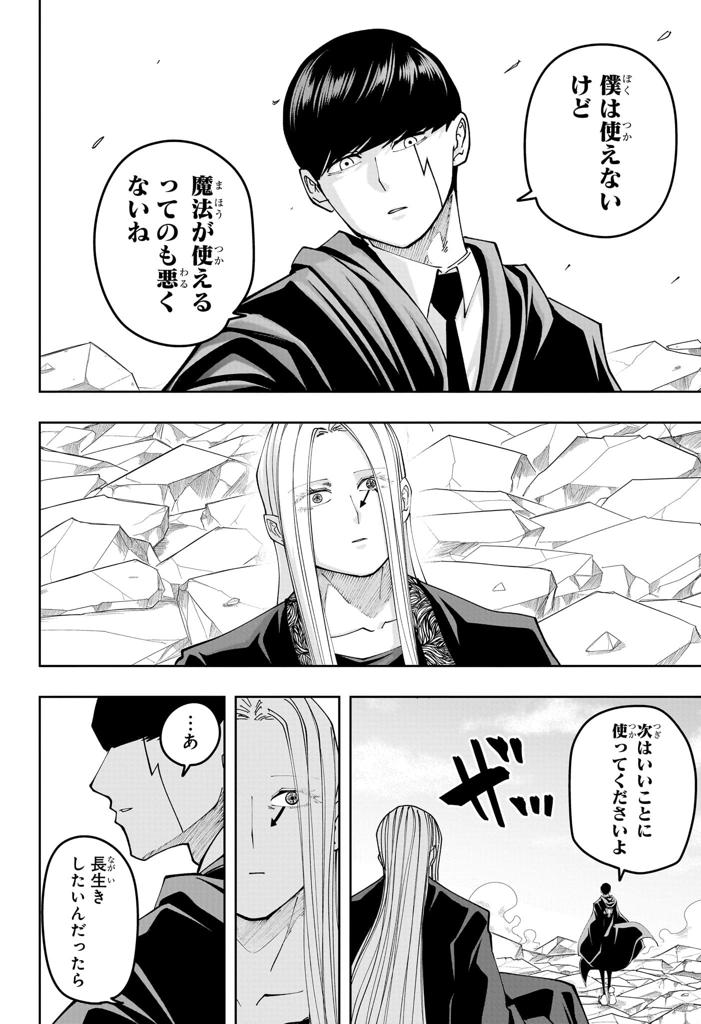 僕は使えない
けど
魔法が使える
ってのも悪く
ないね
次はいいことに
使ってくださいよ
ザッ
…あ
長生き
したいんだったら